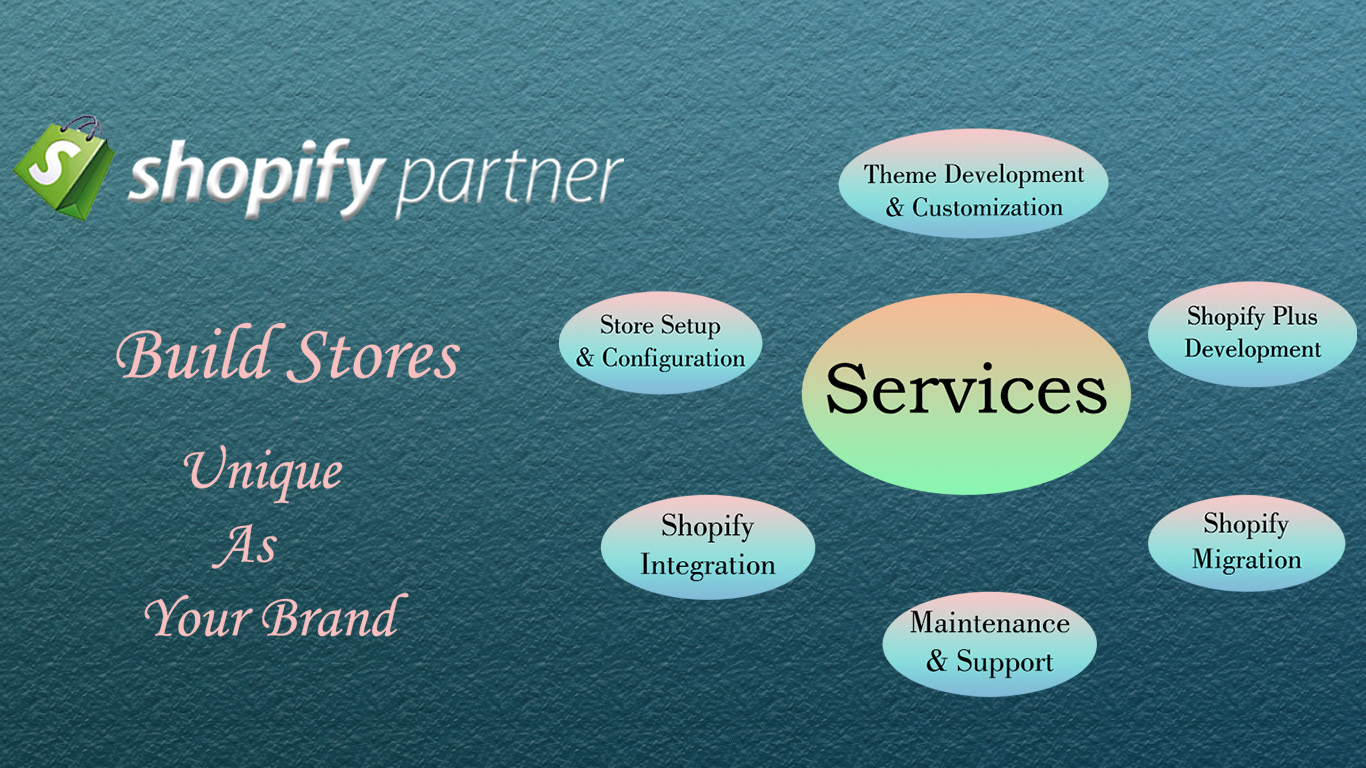 S
shopify partner
Build Stores
Unique
As
Your Brand
Services
Theme Development
& Customization
Shopify Plus
Development
Shopify
Migration
Maintenance
& Support
Shopify
Integration
Store Setup
& Configuration